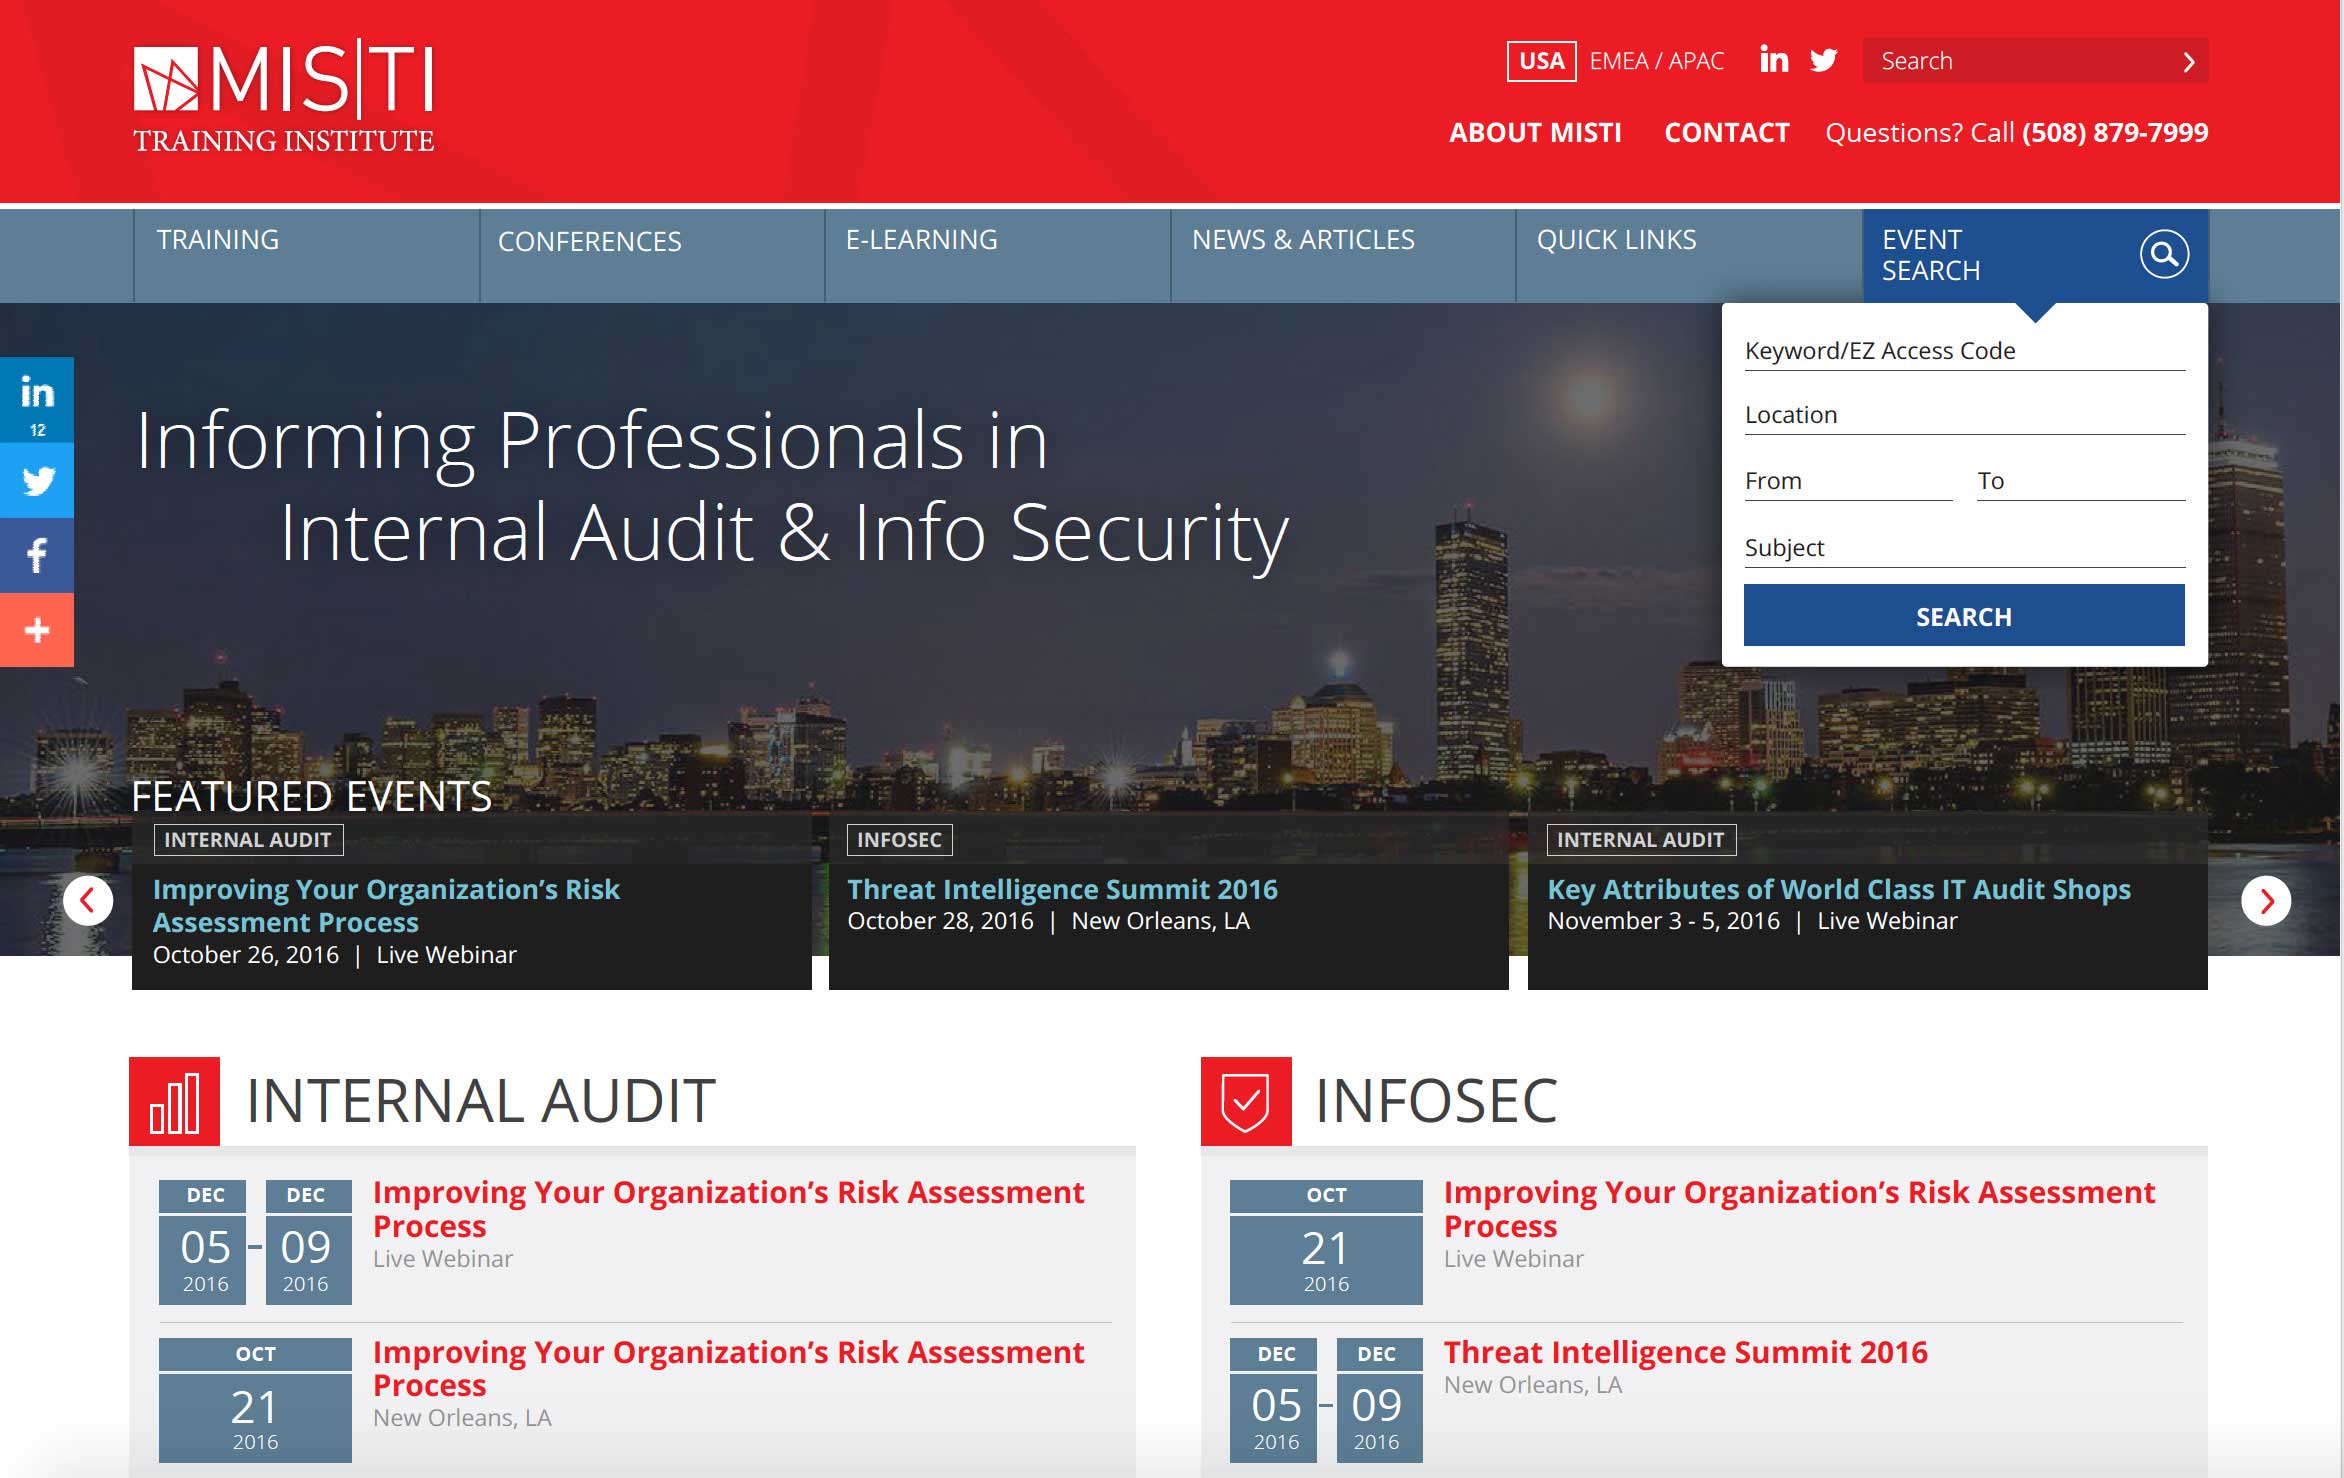 MIS|TI
TRAINING INSTITUTE
USA EMEA / APAC in Search
ABOUT MISTI CONTACT Questions? Call (508) 879-7999
TRAINING
CONFERENCES
E-LEARNING
NEWS & ARTICLES
QUICK LINKS
EVENT
SEARCH
Keyword/EZ Access Code
Location
From To
Subject
SEARCH
in
12
f
+
Informing Professionals in
Internal Audit & Info Security
FEATURED EVENTS
INTERNAL AUDIT
Improving Your Organization’s Risk
Assessment Process
October 26, 2016 | Live Webinar
INFOSEC
Threat Intelligence Summit 2016
October 28, 2016 | New Orleans, LA
INTERNAL AUDIT
Key Attributes of World Class IT Audit Shops
November 3 - 5, 2016 | Live Webinar
INTERNAL AUDIT
DEC DEC
05 - 09
2016 2016
Improving Your Organization’s Risk Assessment
Process
Live Webinar
OCT
21
2016
Improving Your Organization’s Risk Assessment
Process
New Orleans, LA
INFOSEC
OCT
21
2016
Improving Your Organization’s Risk Assessment
Process
Live Webinar
DEC DEC
05 - 09
2016 2016
Threat Intelligence Summit 2016
New Orleans, LA